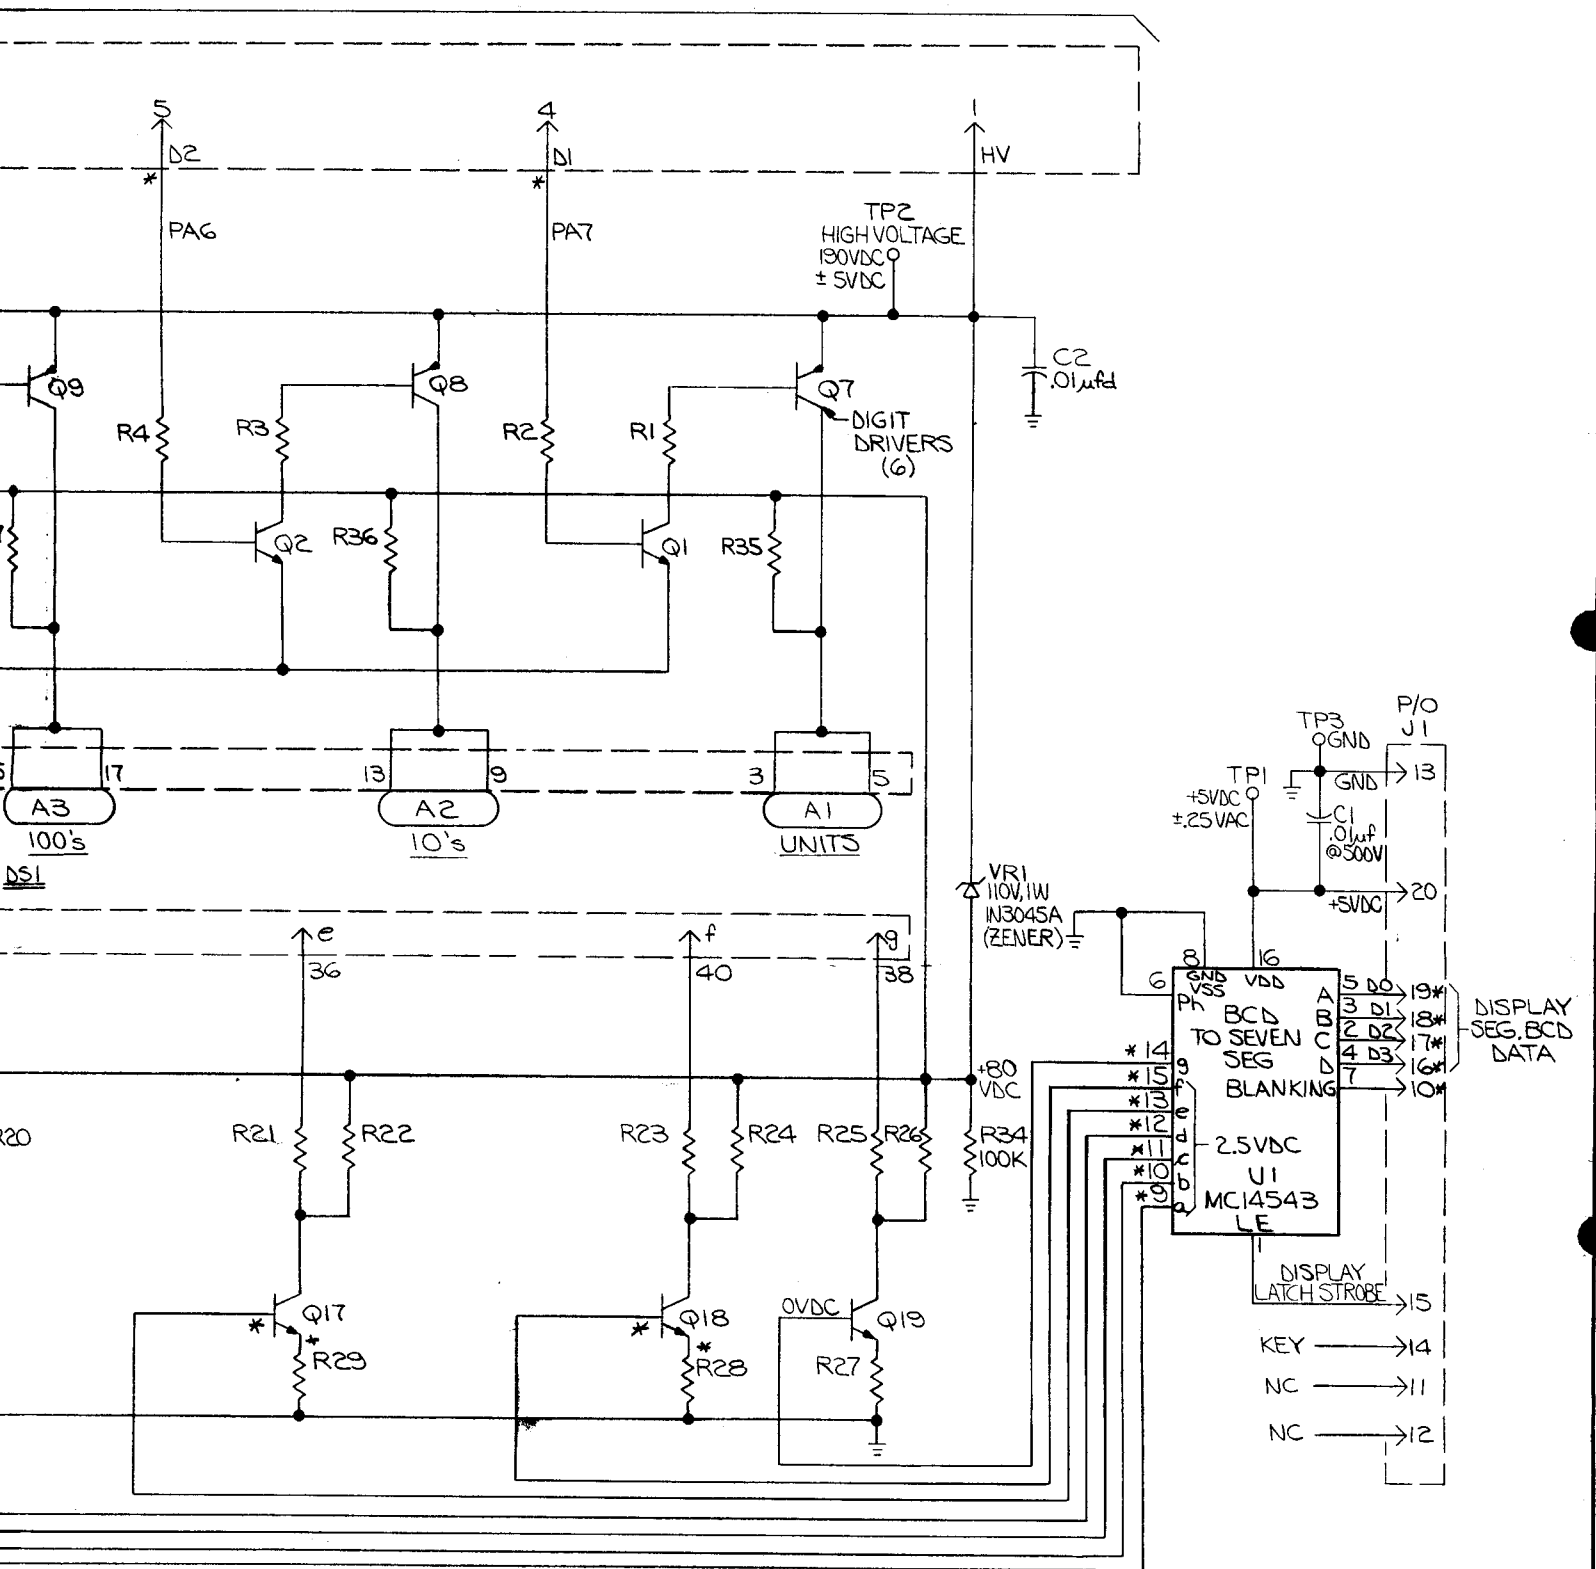 5
4
1
D2
D1
HV
*
*
PA6
PA7
TP2
HIGH VOLTAGE
190VDC
± 5VDC
Q9
Q8
Q7
C2
.01µfd
R4
R3
R2
R1
DIGIT
DRIVERS
(6)
Q2
R36
Q1
R35
17
13
9
3
5
A3
A2
A1
100's
10's
UNITS
DS1
P/O
J1
TP3
GND
13
GND
TP1
+5VDC
±.25VAC
C1
.01µf
@500V
20
+5VDC
VR1
110V, 1W
IN3045A
(ZENER)
e
f
g
36
40
38
8
16
6
GND
VSS
VDD
Ph
BCD
TO SEVEN
SEG
BLANKING
A 5 D0 19*
B 3 D1 18*
C 2 D2 17*
D 4 D3 16*
7 10*
DISPLAY
SEG. BCD
DATA
*14 g
*15 f
*13 e
*12 d
*11 c
*10 b
*9 a
2.5VDC
U1
MC14543
LE
1
+80
VDC
R20
R21
R22
R23
R24
R25
R26
R34
100K
DISPLAY
LATCH STROBE
15
KEY
14
NC
11
NC
12
Q17
*
*
R29
Q18
*
*
R28
0VDC
Q19
R27